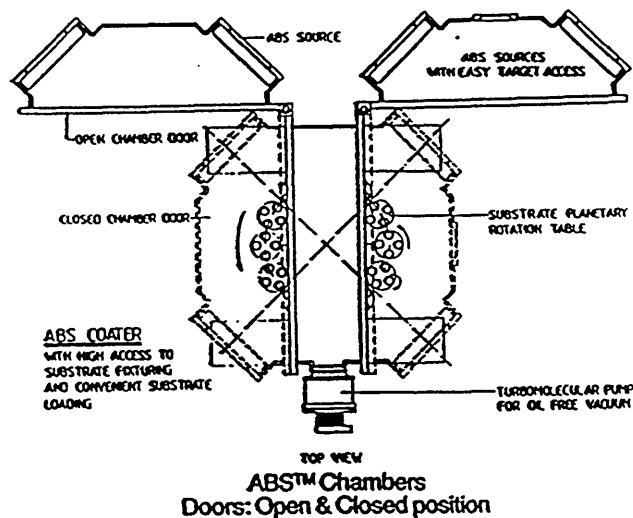 ABS SOURCE
ABS SOURCES
WITH EASY TARGET ACCESS
OPEN CHAMBER DOOR
CLOSED CHAMBER DOOR
SUBSTRATE PLANETARY
ROTATION TABLE
ABS COATER
WITH HIGH ACCESS TO
SUBSTRATE FIXTURING
AND CONVENIENT SUBSTRATE
LOADING
TURBOMOLECULAR PUMP
FOR OIL FREE VACUUM
TOP VIEW
ABS™ Chambers
Doors: Open & Closed position